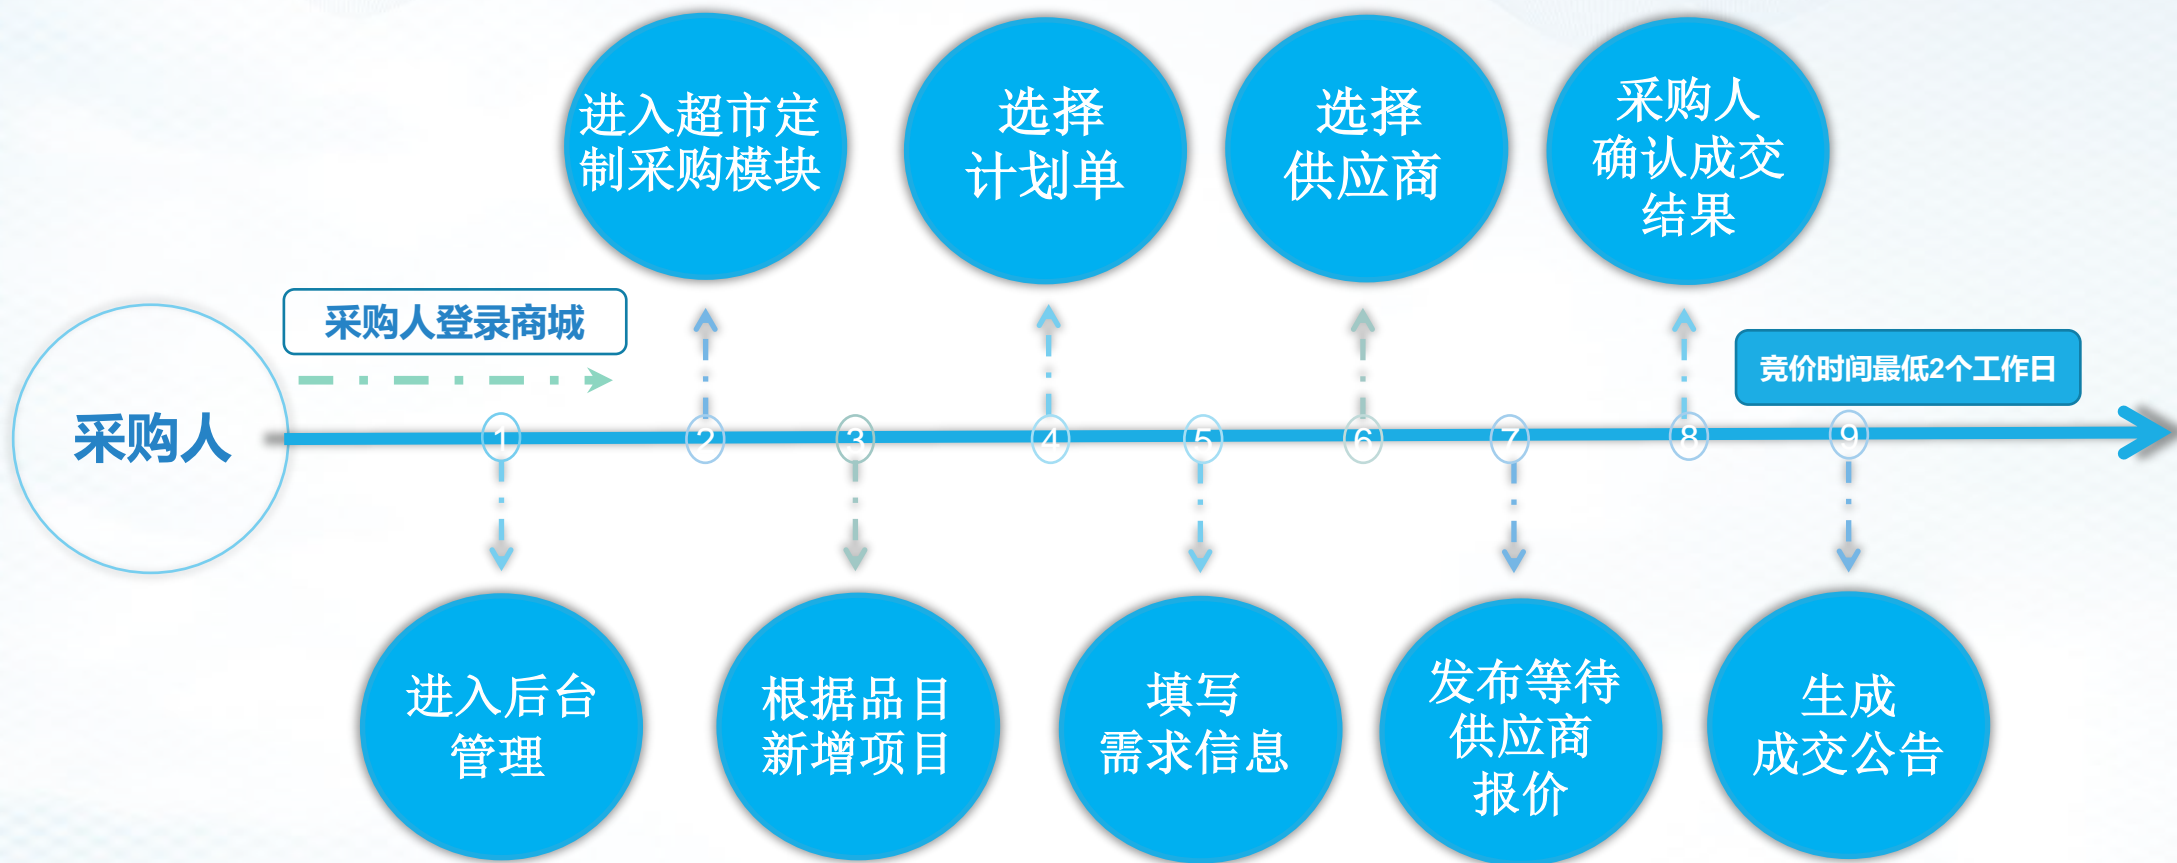 进入超市定
制采购模块
选择
计划单
选择
供应商
采购人
确认成交
结果
采购人登录商城
竞价时间最低2个工作日
采购人
1
2
3
4
5
6
7
8
9
进入后台
管理
根据品目
新增项目
填写
需求信息
发布等待
供应商
报价
生成
成交公告